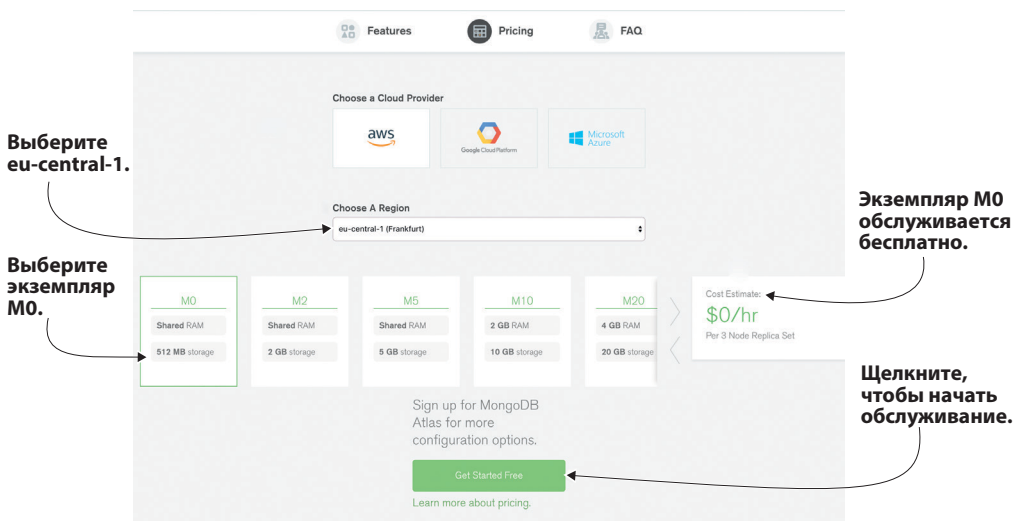 Features
Pricing
FAQ
Choose a Cloud Provider
aws
Google Cloud Platform
Microsoft
Azure
Выберите
eu-central-1.
Choose A Region
eu-central-1 (Frankfurt)
Экземпляр M0
обслуживается
бесплатно.
Выберите
экземпляр
M0.
M0
Shared RAM
512 MB storage
M2
Shared RAM
2 GB storage
M5
Shared RAM
5 GB storage
M10
2 GB RAM
10 GB storage
M20
4 GB RAM
20 GB storage
Cost Estimate:
$0/hr
Per 3 Node Replica Set
Щелкните,
чтобы начать
обслуживание.
Sign up for MongoDB
Atlas for more
configuration options.
Get Started Free
Learn more about pricing.